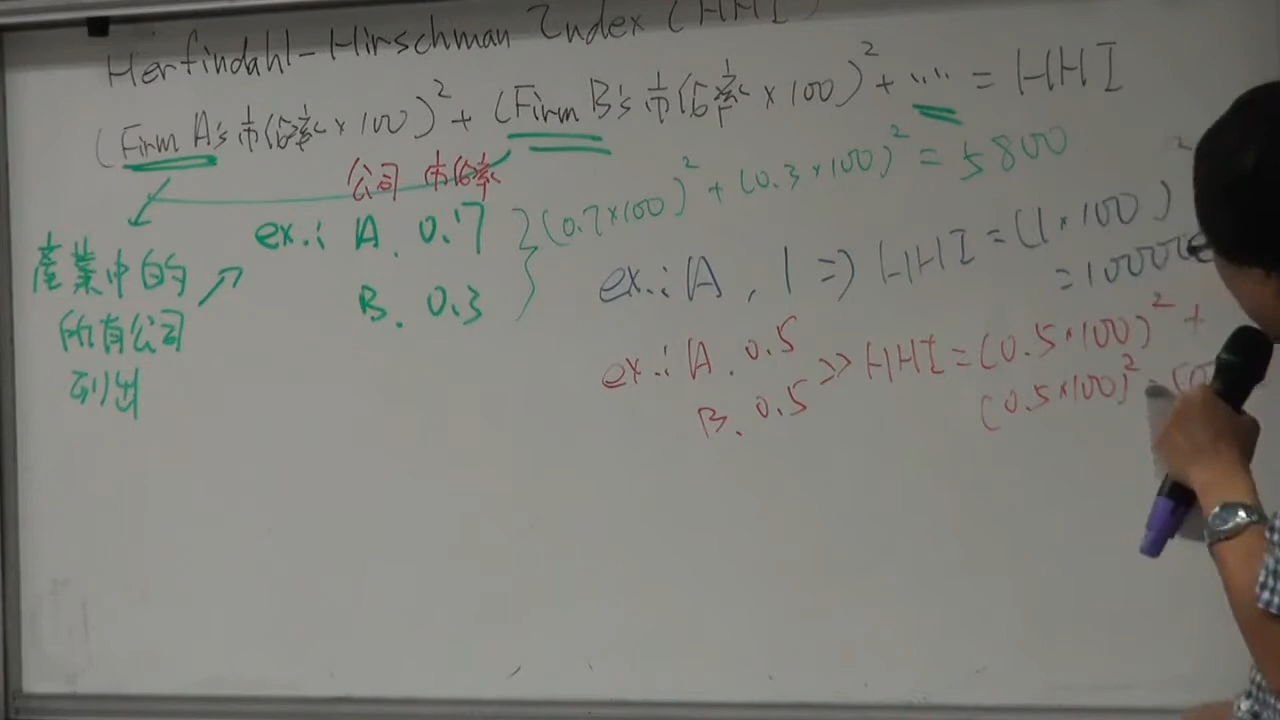 Herfindahl-Hirschman Index (HHI)
(Firm A's 市佔率×100)² + (Firm B's 市佔率×100)² + ..... = HHI
公司 市佔率
ex.: A. 0.7 } (0.7×100)² + (0.3×100)² = 5800
B. 0.3
產業中的
所有公司
列出
ex.: A, 1 => HHI = (1×100)²
= 10000
ex.: A. 0.5 >> HHI = (0.5×100)² +
B. 0.5
(0.5×100)² =